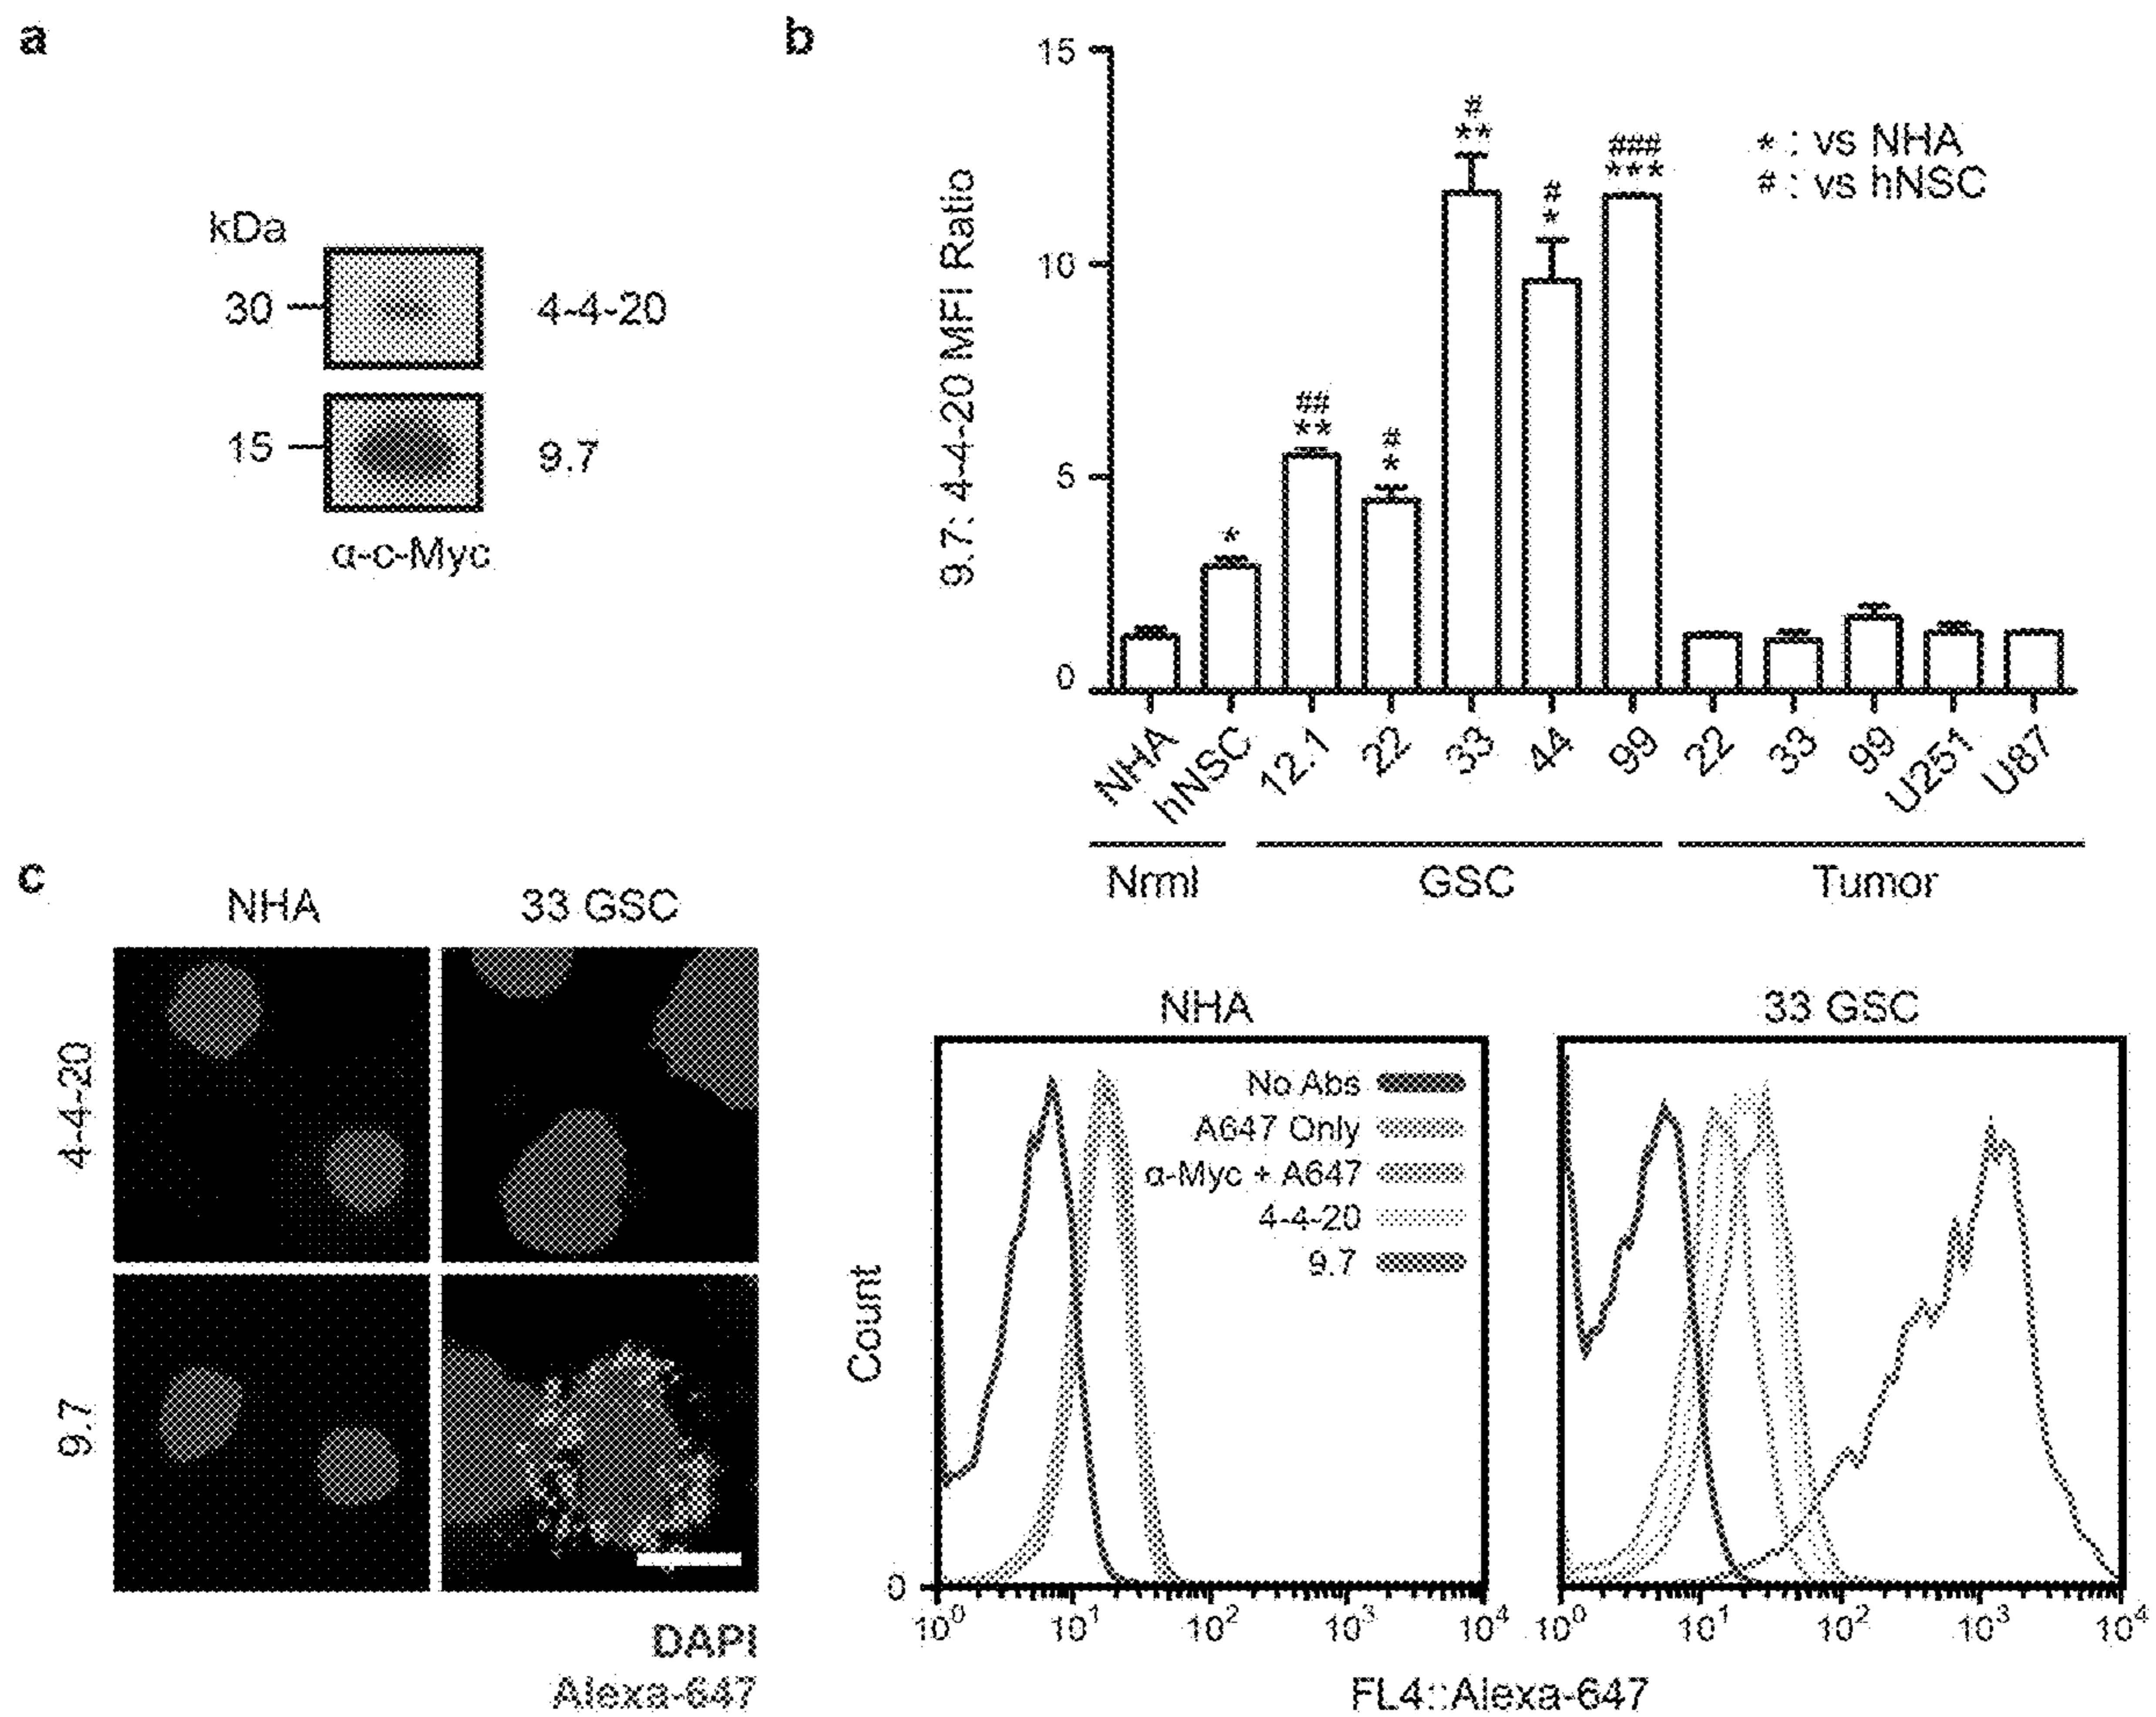 a
kDa
30
4-4-20
15
9.7
α-c-Myc
b
9.7: 4-4-20 MFI Ratio
15
10
5
0
#
**
#
*
###
***
##
**
#
*
*
* : vs NHA
# : vs hNSC
NHA
hNSC
12.1
22
33
44
99
22
33
99
U251
U87
Nrml
GSC
Tumor
c
NHA
33 GSC
4-4-20
9.7
DAPI
Alexa-647
NHA
33 GSC
No Abs
A647 Only
α-Myc + A647
4-4-20
9.7
Count
0
10⁰ 10¹ 10² 10³ 10⁴
10⁰ 10¹ 10² 10³ 10⁴
FL4::Alexa-647